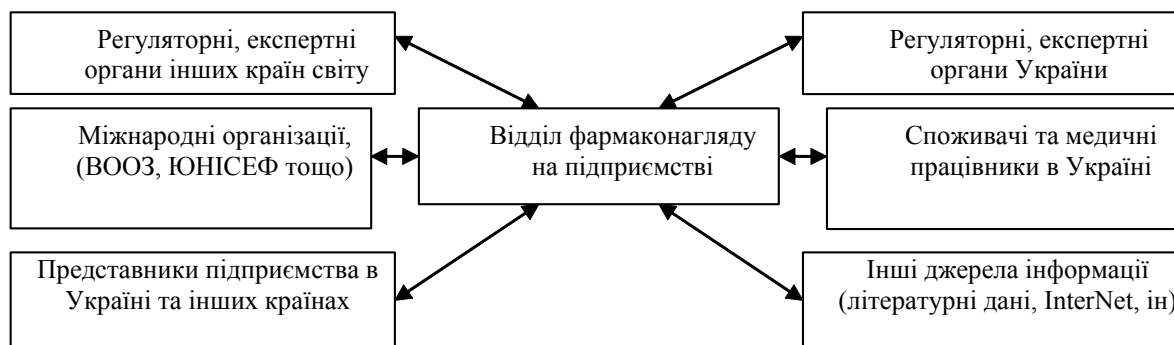 Регуляторні, експертні
органи інших країн світу
Регуляторні, експертні
органи України
Міжнародні організації,
(ВООЗ, ЮНІСЕФ тощо)
Відділ фармаконагляду
на підприємстві
Споживачі та медичні
працівники в Україні
Представники підприємства в
Україні та інших країнах
Інші джерела інформації
(літературні дані, InterNet, ін)